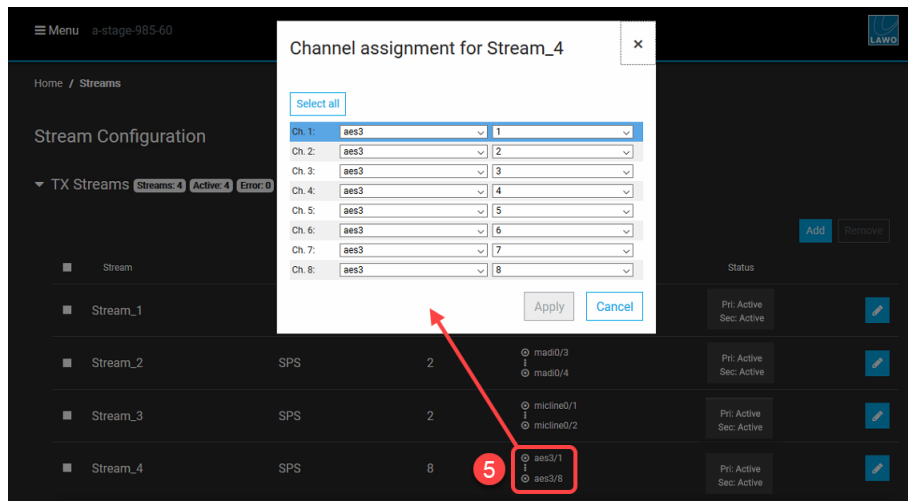 Menu a-stage-985-60
LAWO
Channel assignment for Stream_4 ×
Home / Streams
Select all
Stream Configuration
Ch. 1: aes3 1
Ch. 2: aes3 2
Ch. 3: aes3 3
Ch. 4: aes3 4
Ch. 5: aes3 5
Ch. 6: aes3 6
Ch. 7: aes3 7
Ch. 8: aes3 8
TX Streams Streams: 4 Active: 4 Error: 0
Add Remove
Apply Cancel
Stream Status
Stream_1 Pri: Active
Sec: Active
Stream_2 SPS 2 madi0/3 Pri: Active
madi0/4 Sec: Active
Stream_3 SPS 2 micline0/1 Pri: Active
micline0/2 Sec: Active
Stream_4 SPS 8 5 aes3/1 Pri: Active
aes3/8 Sec: Active